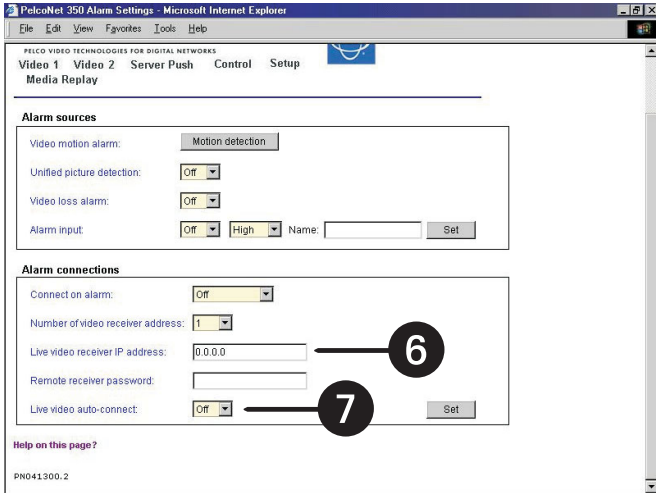 PelcoNet 350 Alarm Settings - Microsoft Internet Explorer
File Edit View Favorites Tools Help
PELCO VIDEO TECHNOLOGIES FOR DIGITAL NETWORKS
Video 1 Video 2 Server Push Control Setup
Media Replay
Alarm sources
Video motion alarm: Motion detection
Unified picture detection: Off
Video loss alarm: Off
Alarm input: Off High Name: Set
Alarm connections
Connect on alarm: Off
Number of video receiver address: 1
Live video receiver IP address: 0.0.0.0 6
Remote receiver password:
Live video auto-connect: Off 7 Set
Help on this page?
PN041300.2